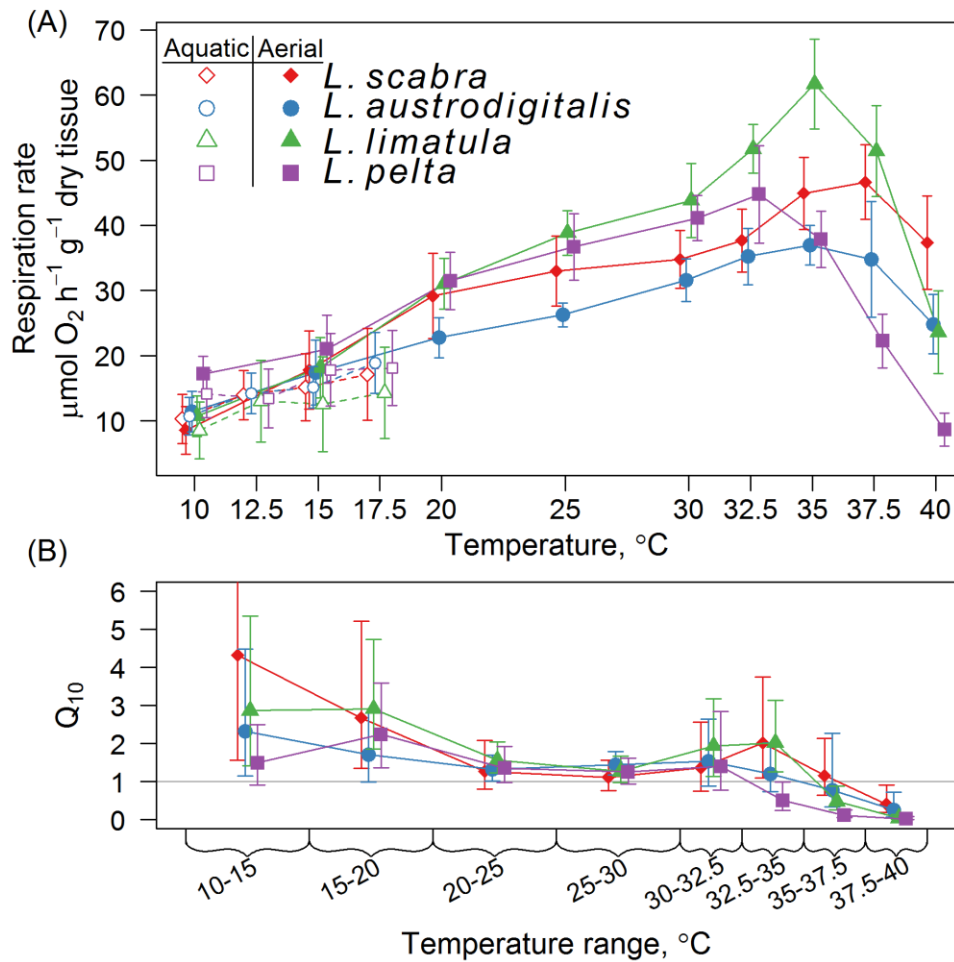 (A)
70
60
50
40
30
20
10
Respiration rate
μmol O₂ h⁻¹ g⁻¹ dry tissue
Aquatic Aerial
L. scabra
L. austrodigitalis
L. limatula
L. pelta
10 12.5 15 17.5 20 25 30 32.5 35 37.5 40
Temperature, °C
(B)
6
5
4
3
2
1
0
Q₁₀
10-15 15-20 20-25 25-30 30-32.5 32.5-35 35-37.5 37.5-40
Temperature range, °C